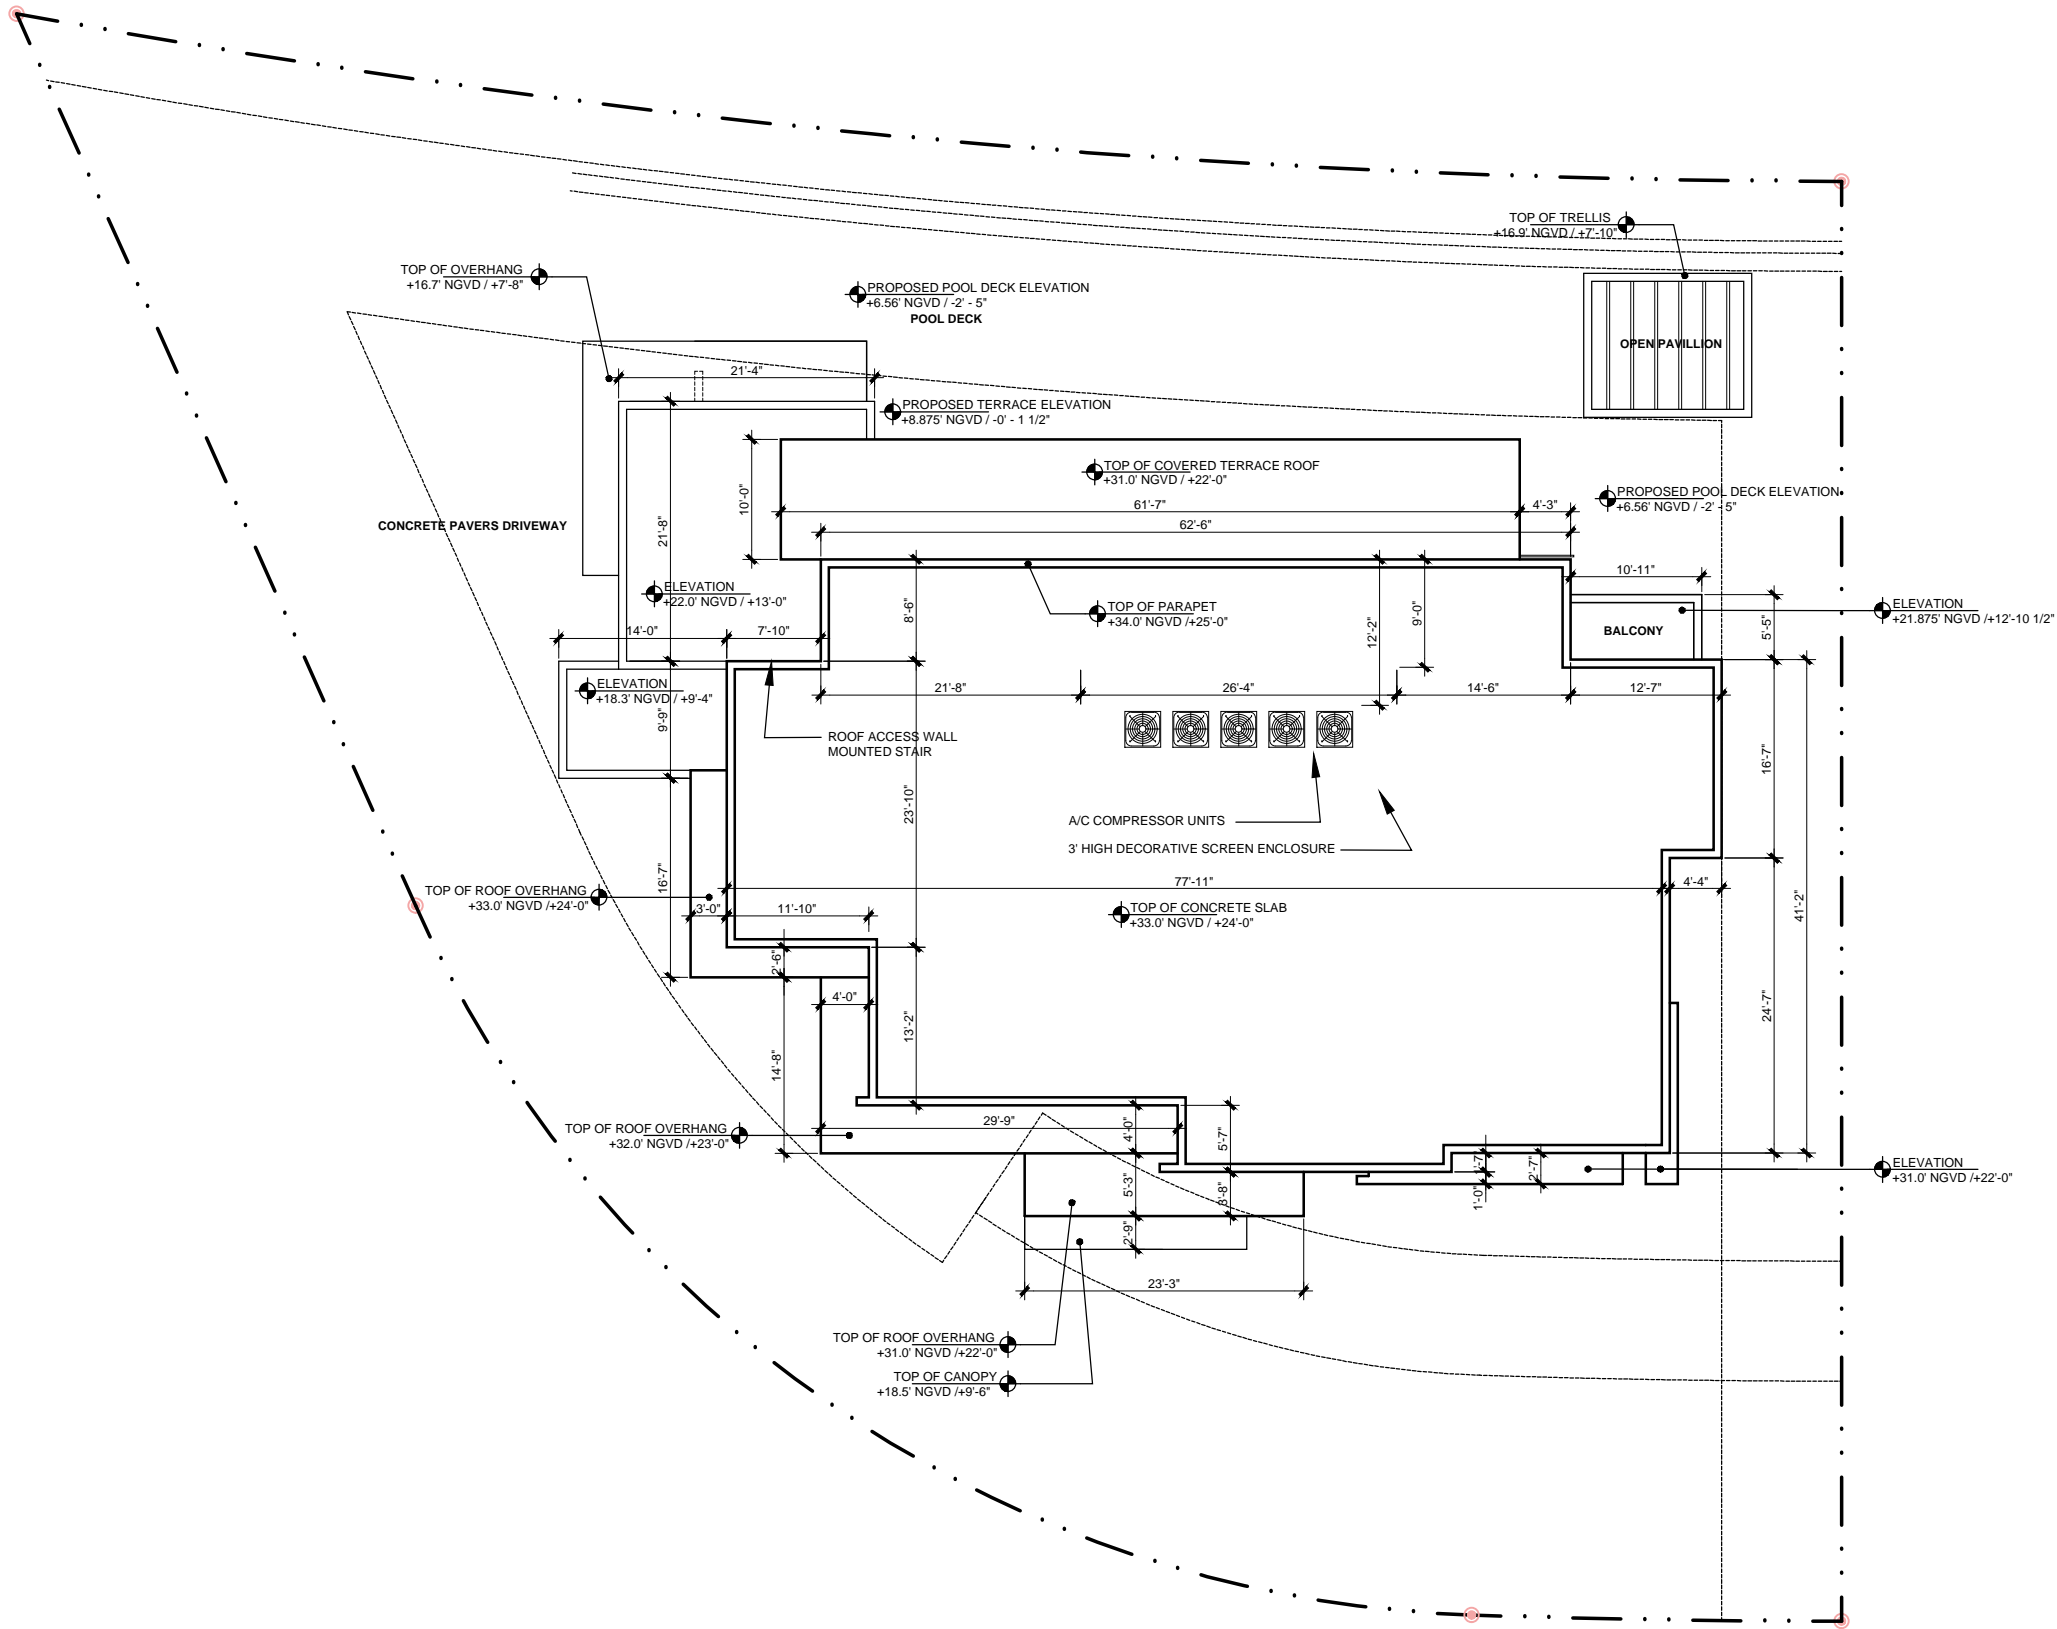 TOP OF TRELLIS
+16.9' NGVD / +7'-10"
TOP OF OVERHANG
+16.7' NGVD / +7'-8"
PROPOSED POOL DECK ELEVATION
+6.56' NGVD / -2' - 5"
POOL DECK
OPEN PAVILLION
21'-4"
PROPOSED TERRACE ELEVATION
+8.875' NGVD / -0' - 1 1/2"
TOP OF COVERED TERRACE ROOF
+31.0' NGVD / +22'-0"
PROPOSED POOL DECK ELEVATION
+6.56' NGVD / -2' - 5"
10'-0"
61'-7"
4'-3"
62'-6"
CONCRETE PAVERS DRIVEWAY
21'-8"
10'-11"
ELEVATION
+22.0' NGVD / +13'-0"
8'-6"
TOP OF PARAPET
+34.0' NGVD /+25'-0"
12'-2"
9'-0"
BALCONY
5'-5"
ELEVATION
+21.875' NGVD /+12'-10 1/2"
14'-0"
7'-10"
ELEVATION
+18.3' NGVD / +9'-4"
9'-9"
21'-8"
26'-4"
14'-6"
12'-7"
ROOF ACCESS WALL
MOUNTED STAIR
16'-7"
23'-10"
A/C COMPRESSOR UNITS
3' HIGH DECORATIVE SCREEN ENCLOSURE
TOP OF ROOF OVERHANG
+33.0' NGVD /+24'-0"
16'-7"
3'-0"
11'-10"
77'-11"
4'-4"
TOP OF CONCRETE SLAB
+33.0' NGVD / +24'-0"
41'-2"
2'-6"
4'-0"
13'-2"
24'-7"
14'-8"
TOP OF ROOF OVERHANG
+32.0' NGVD /+23'-0"
29'-9"
4'-0"
5'-7"
1'-7"
2'-7"
ELEVATION
+31.0' NGVD /+22'-0"
5'-3"
3'-8"
1'-0"
2'-9"
23'-3"
TOP OF ROOF OVERHANG
+31.0' NGVD /+22'-0"
TOP OF CANOPY
+18.5' NGVD /+9'-6"